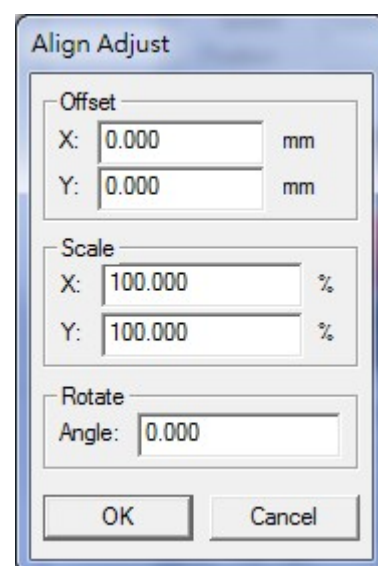 Align Adjust
Offset
X: 0.000 mm
Y: 0.000 mm
Scale
X: 100.000 %
Y: 100.000 %
Rotate
Angle: 0.000
OK Cancel